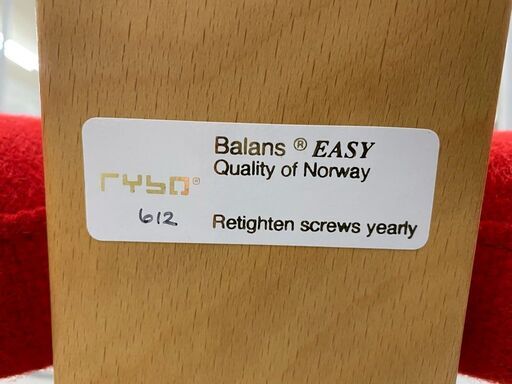 Balans ® EASY
Quality of Norway
rybo®
612
Retighten screws yearly